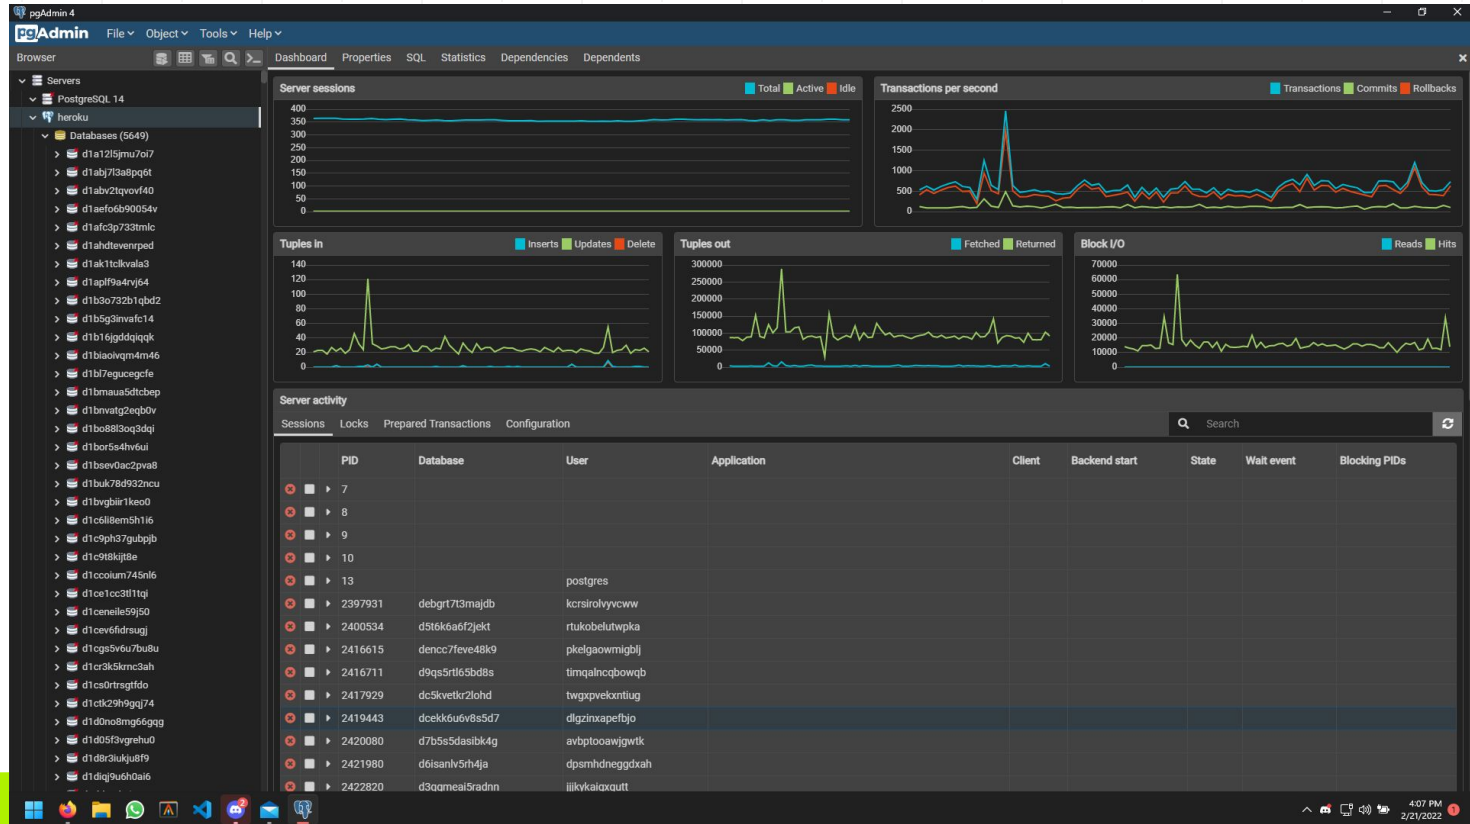 pgAdmin 4
pgAdmin File Object Tools Help
Browser
Dashboard Properties SQL Statistics Dependencies Dependents
Servers
PostgreSQL 14
heroku
Databases (5649)
d1a12l5jmu7oi7
d1abj7l3a8pq6t
d1abv2tqvovf40
d1aefo6b90054v
d1afc3p733tmlc
d1ahdtevenrped
d1ak1tclkvala3
d1aplf9a4rvj64
d1b3o732b1qbd2
d1b5g3invafc14
d1b16jgddqiqqk
d1biaoivqm4m46
d1bl7egucegcfe
d1bmaua5dtcbep
d1bnvatg2eqb0v
d1bo88l3oq3dqi
d1bor5s4hv6ui
d1bsev0ac2pva8
d1buk78d932ncu
d1bvgbiir1keo0
d1c6li8em5h1i6
d1c9ph37gubpjb
d1c9t8kijt8e
d1ccoium745nl6
d1ce1cc3tl1tqi
d1ceneile59j50
d1cev6fidrsugj
d1cgs5v6u7bu8u
d1cr3k5krnc3ah
d1cs0rtrsgtfdo
d1ctk29h9gqj74
d1d0no8mg66gqg
d1d05f3vgrehu0
d1d8r3iukju8f9
d1diqj9u6h0ai6
Server sessions
Total Active Idle
400
350
300
250
200
150
100
50
0
Transactions per second
Transactions Commits Rollbacks
2500
2000
1500
1000
500
0
Tuples in
Inserts Updates Delete
140
120
100
80
60
40
20
0
Tuples out
Fetched Returned
300000
250000
200000
150000
100000
50000
0
Block I/O
Reads Hits
70000
60000
50000
40000
30000
20000
10000
0
Server activity
Sessions Locks Prepared Transactions Configuration
Search
PID Database User Application Client Backend start State Wait event Blocking PIDs
7
8
9
10
13 postgres
2397931 debgrt7t3majdb kcrsirolvyvcww
2400534 d5t6k6a6f2jekt rtukobelutwpka
2416615 dencc7feve48k9 pkelgaowmigblj
2416711 d9qs5rtl65bd8s timqalncqbowqb
2417929 dc5kvetkr2lohd twgxpvekxntiug
2419443 dcekk6u6v8s5d7 dlgzinxapefbjo
2420080 d7b5s5dasibk4g avbptooawjgwtk
2421980 d6isanlv5rh4ja dpsmhdneggdxah
2422820 d3gqmeaj5radnn
2
4:07 PM
2/21/2022
1